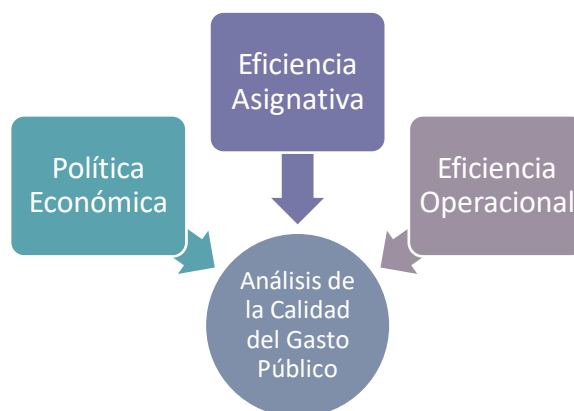 Eficiencia
Asignativa
Política
Económica
Eficiencia
Operacional
Análisis de
la Calidad
del Gasto
Público